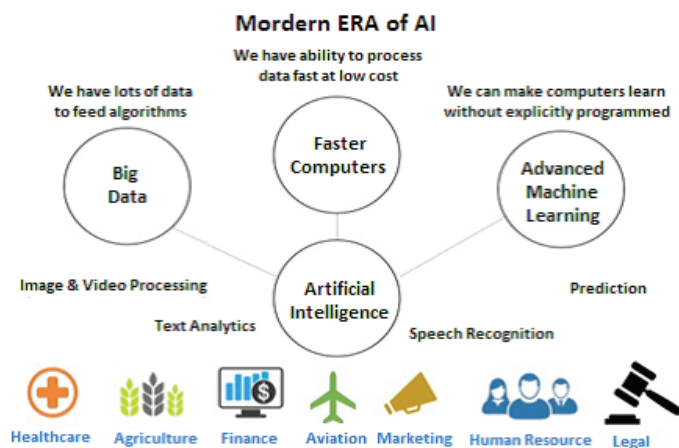 Mordern ERA of AI
We have ability to process
data fast at low cost
We have lots of data
to feed algorithms
We can make computers learn
without explicitly programmed
Faster
Computers
Big
Data
Advanced
Machine
Learning
Artificial
Intelligence
Image & Video Processing
Prediction
Text Analytics
Speech Recognition
$
Healthcare
Agriculture
Finance
Aviation
Marketing
Human Resource
Legal